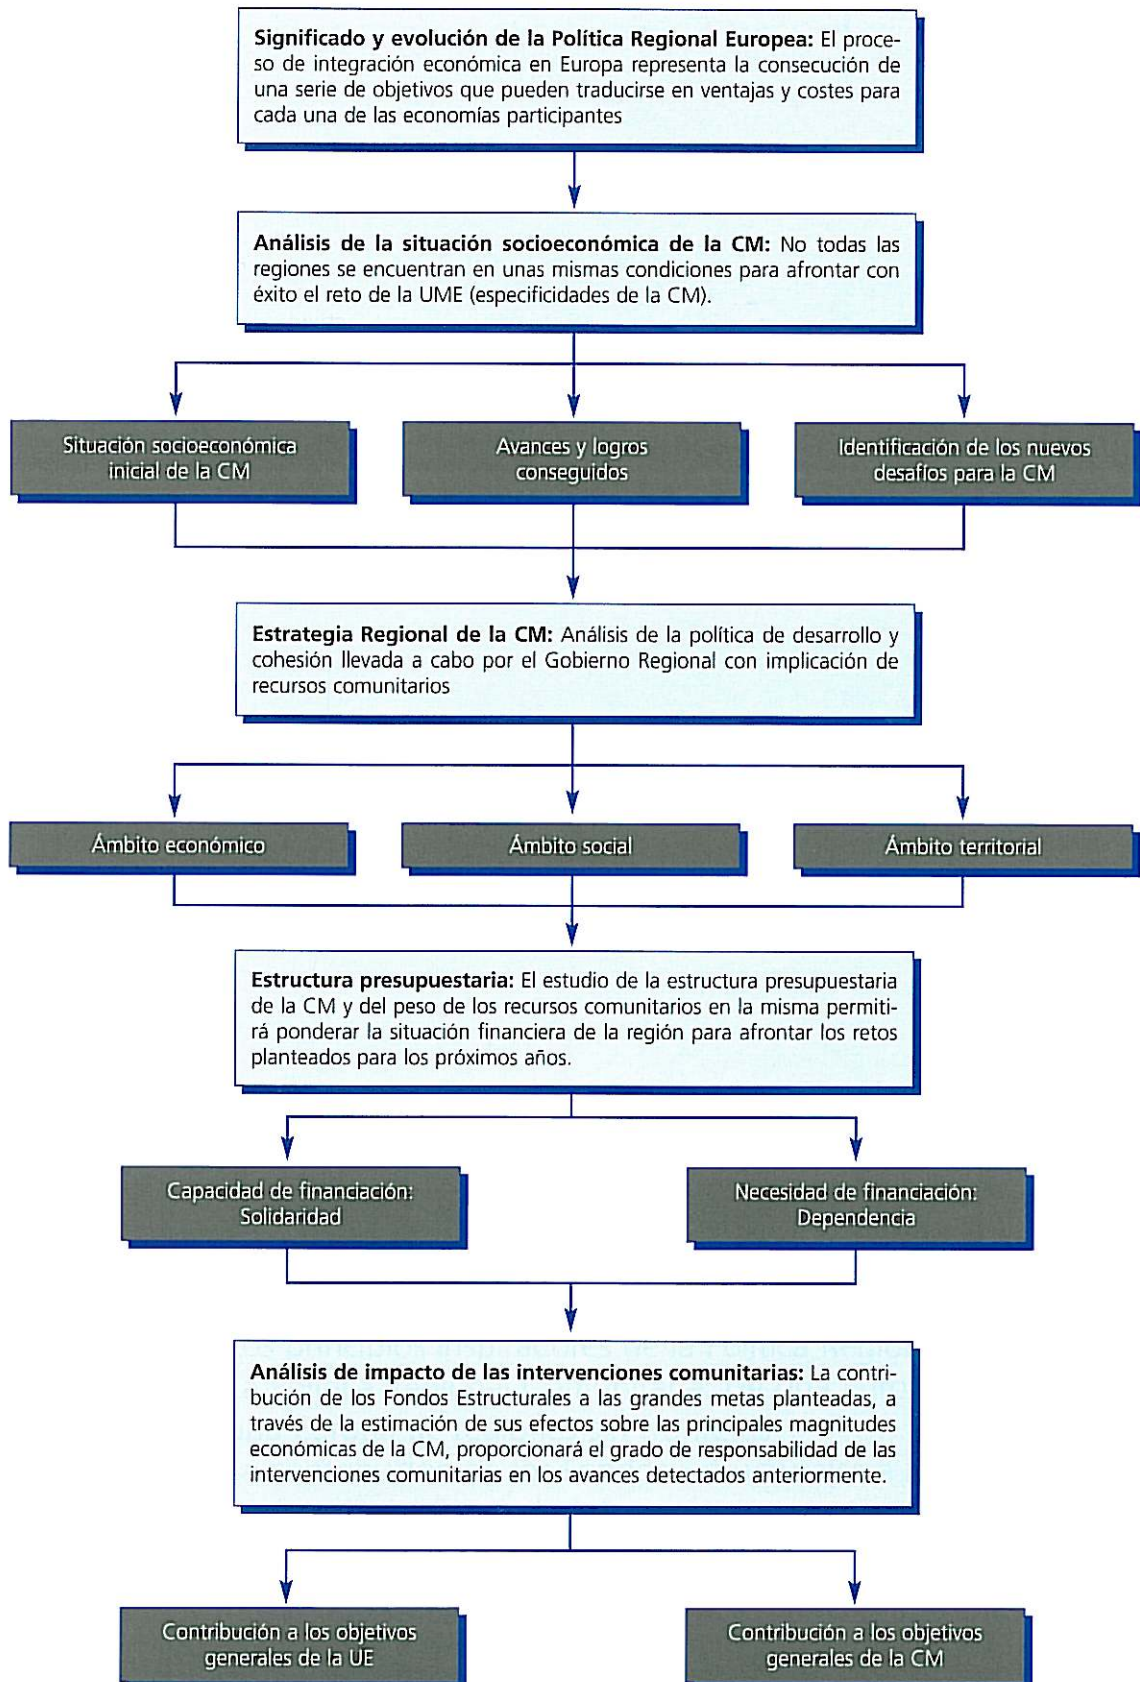 Significado y evolución de la Política Regional Europea: El proce-
so de integración económica en Europa representa la consecución de
una serie de objetivos que pueden traducirse en ventajas y costes para
cada una de las economías participantes
Análisis de la situación socioeconómica de la CM: No todas las
regiones se encuentran en unas mismas condiciones para afrontar con
éxito el reto de la UME (especificidades de la CM).
Situación socioeconómica
inicial de la CM
Avances y logros
conseguidos
Identificación de los nuevos
desafíos para la CM
Estrategia Regional de la CM: Análisis de la política de desarrollo y
cohesión llevada a cabo por el Gobierno Regional con implicación de
recursos comunitarios
Ámbito económico
Ámbito social
Ámbito territorial
Estructura presupuestaria: El estudio de la estructura presupuestaria
de la CM y del peso de los recursos comunitarios en la misma permiti-
rá ponderar la situación financiera de la región para afrontar los retos
planteados para los próximos años.
Capacidad de financiación:
Solidaridad
Necesidad de financiación:
Dependencia
Análisis de impacto de las intervenciones comunitarias: La contri-
bución de los Fondos Estructurales a las grandes metas planteadas, a
través de la estimación de sus efectos sobre las principales magnitudes
económicas de la CM, proporcionará el grado de responsabilidad de las
intervenciones comunitarias en los avances detectados anteriormente.
Contribución a los objetivos
generales de la UE
Contribución a los objetivos
generales de la CM